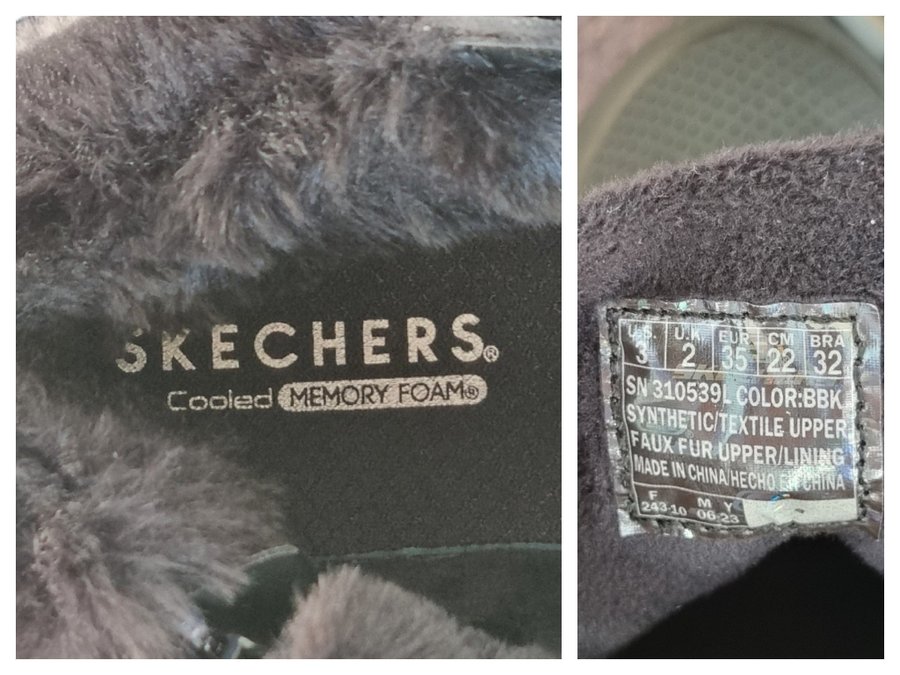 SKECHERS®
Cooled MEMORY FOAM®
U.S. U.K EUR CM BRA
3 2 35 22 32
SN 310539L COLOR:BBK
SYNTHETIC/TEXTILE UPPER
FAUX FUR UPPER/LINING
MADE IN CHINA/HECHO EN CHINA
F M Y
243-10 06-23